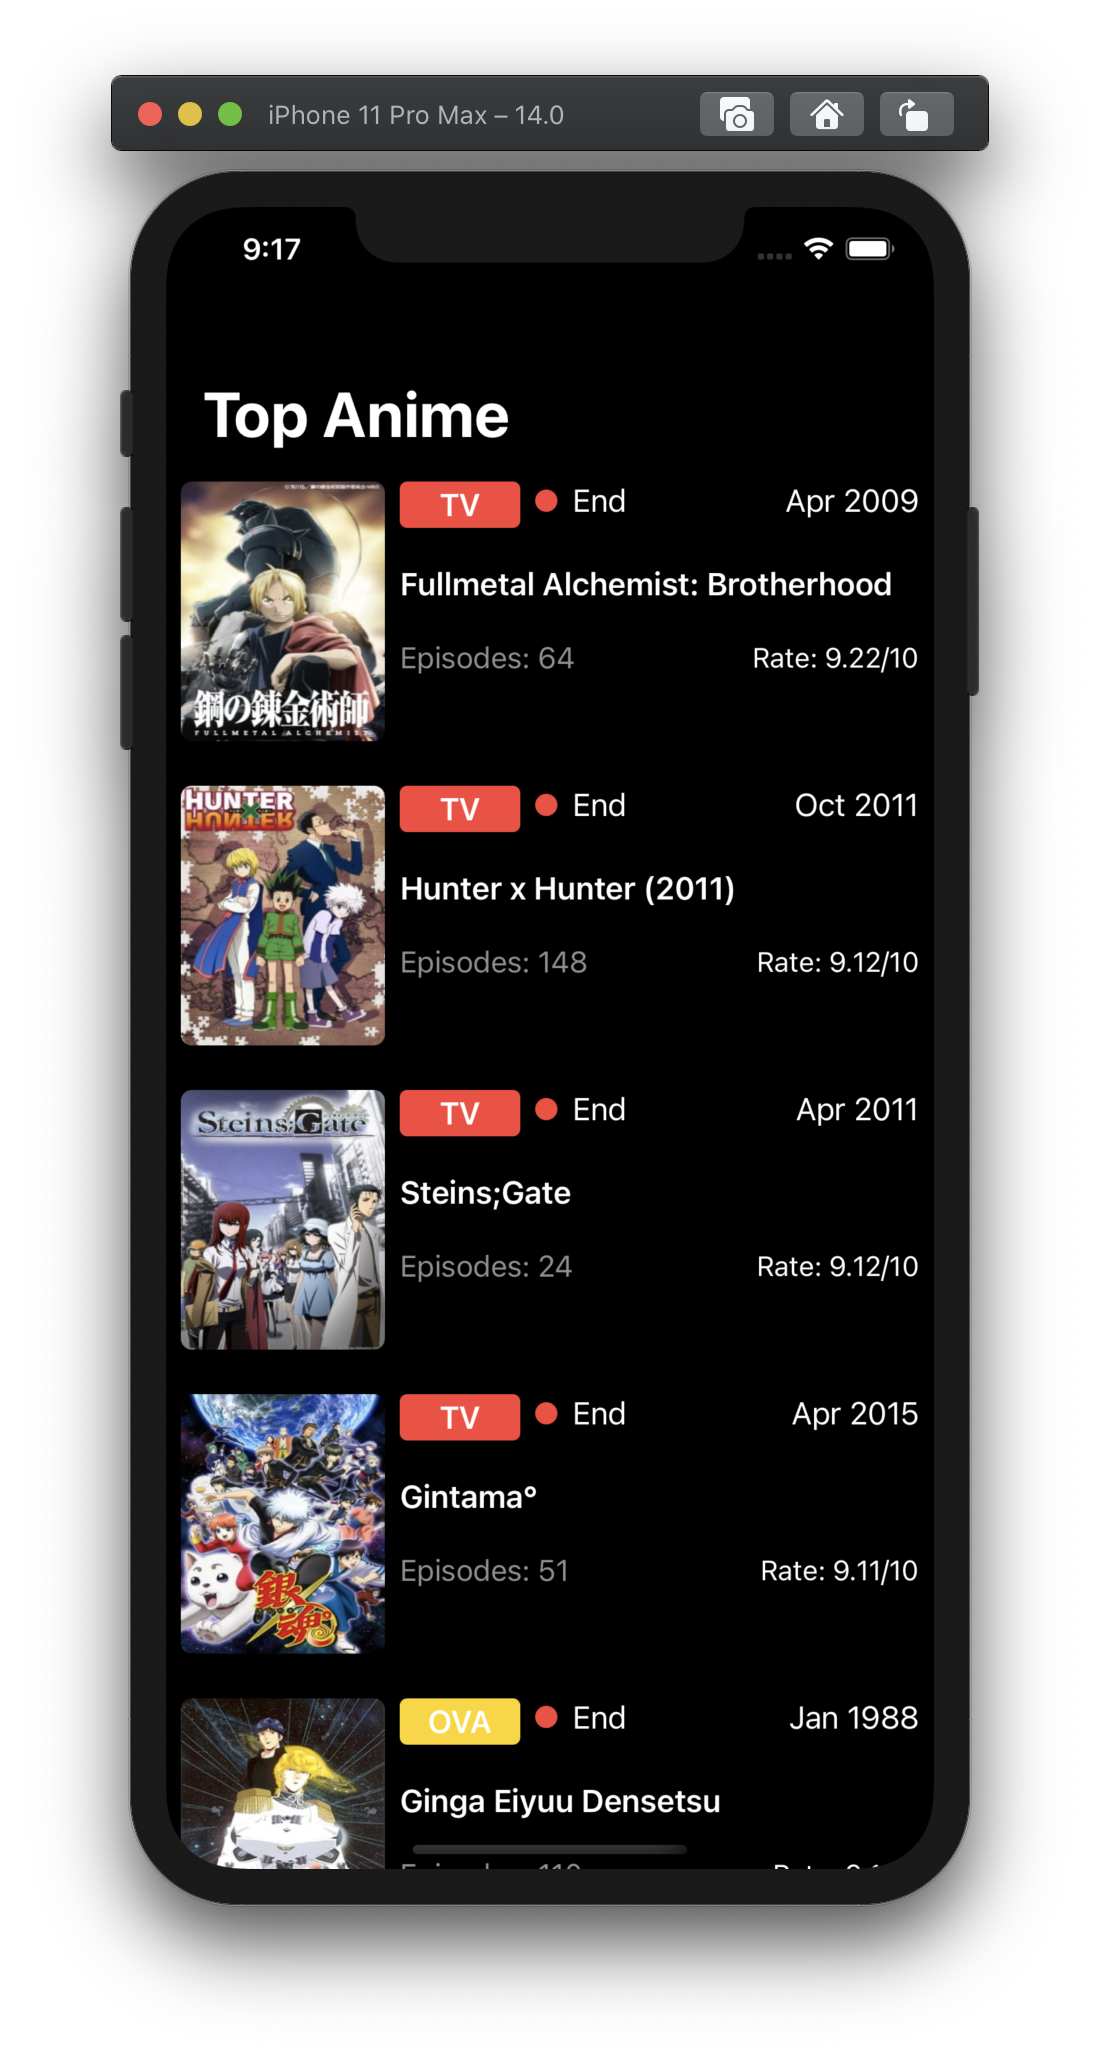 iPhone 11 Pro Max – 14.0
9:17
Top Anime
鋼の錬金術師
FULLMETAL ALCHEMIST
TV End Apr 2009
Fullmetal Alchemist: Brotherhood
Episodes: 64 Rate: 9.22/10
HUNTER
HUNTER
TV End Oct 2011
Hunter x Hunter (2011)
Episodes: 148 Rate: 9.12/10
Steins;Gate
TV End Apr 2011
Steins;Gate
Episodes: 24 Rate: 9.12/10
銀魂°
TV End Apr 2015
Gintama°
Episodes: 51 Rate: 9.11/10
OVA End Jan 1988
Ginga Eiyuu Densetsu